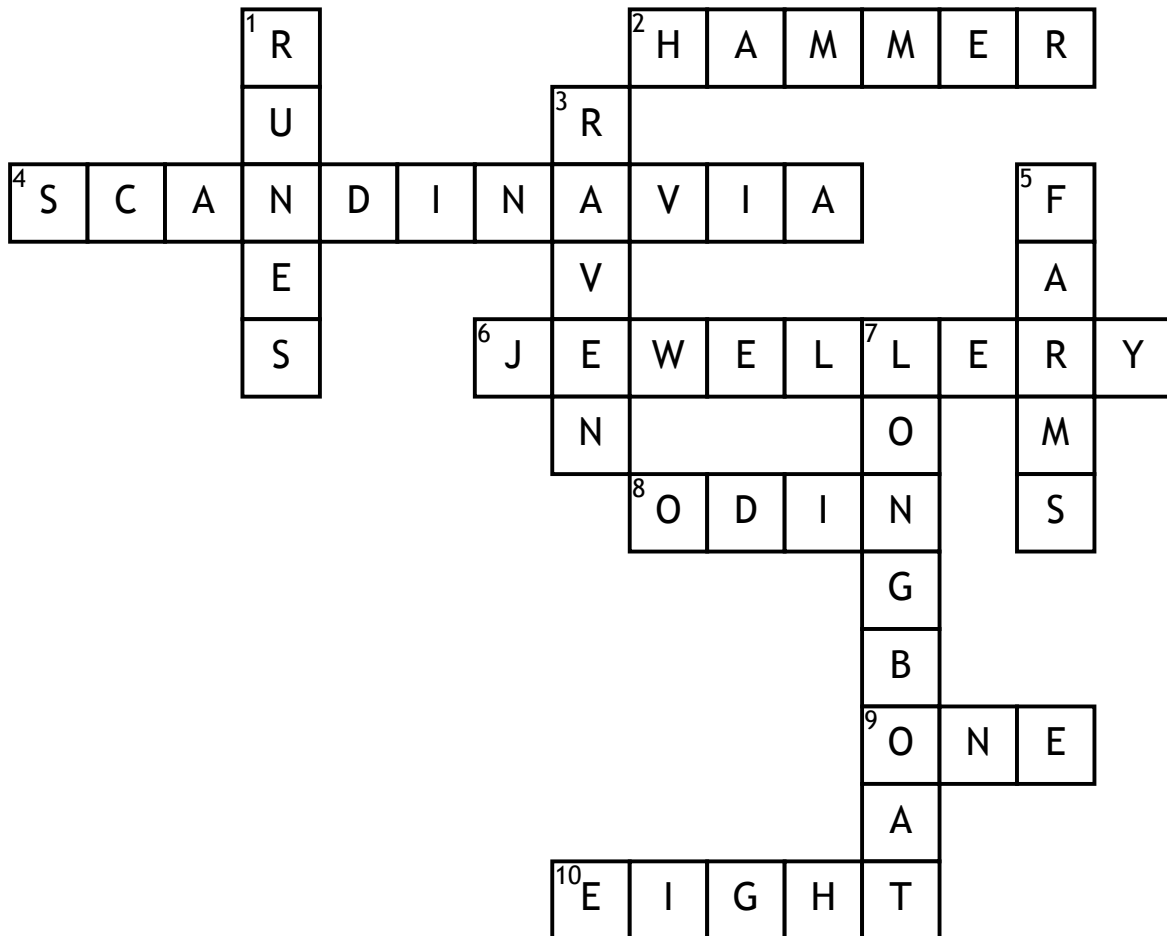 1 R 2 H A M M E R
U 3 R
4 S C A N D I N A V I A 5 F
E V A
S 6 J E W E L 7 L E R Y
N O M
8 O D I N S
G
B
9 O N E
A
10 E I G H T